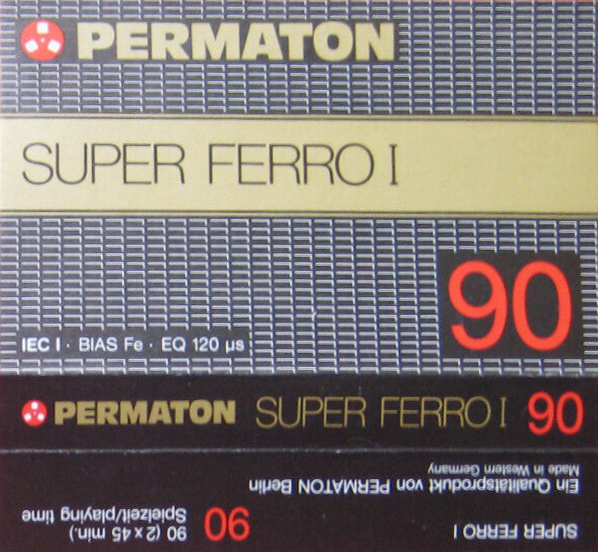 PERMATON
SUPER FERRO I
90
IEC I · BIAS Fe · EQ 120 µs
PERMATON SUPER FERRO I 90
SUPER FERRO I
90
90 (2 x 45 min.)
Spielzeit/playing time
Ein Qualitätsprodukt von PERMATON Berlin
Made in Western Germany